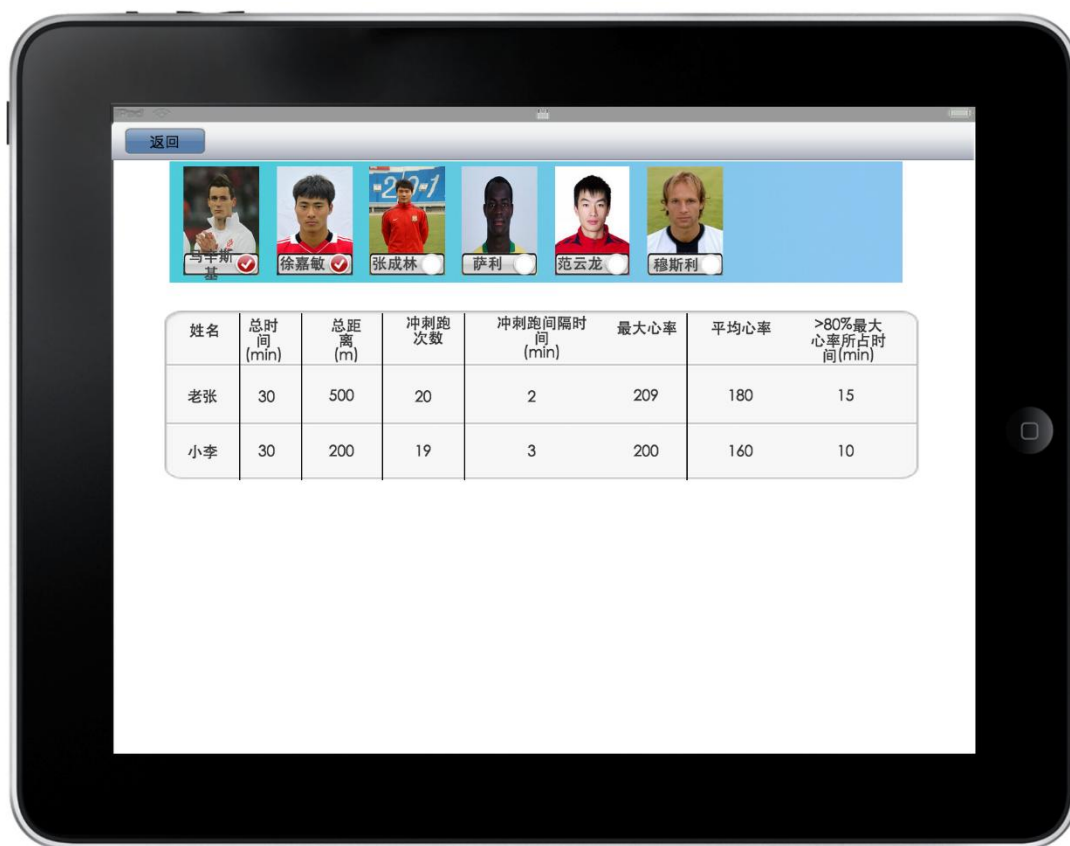 iPad
返回
马辛斯
基
徐嘉敏
张成林
萨利
范云龙
穆斯利
姓名 总时 总距 冲刺跑 冲刺跑间隔时 最大心率 平均心率 >80%最大
间 离 次数 间 心率所占时
(min) (m) (min) 间(min)
老张 30 500 20 2 209 180 15
小李 30 200 19 3 200 160 10